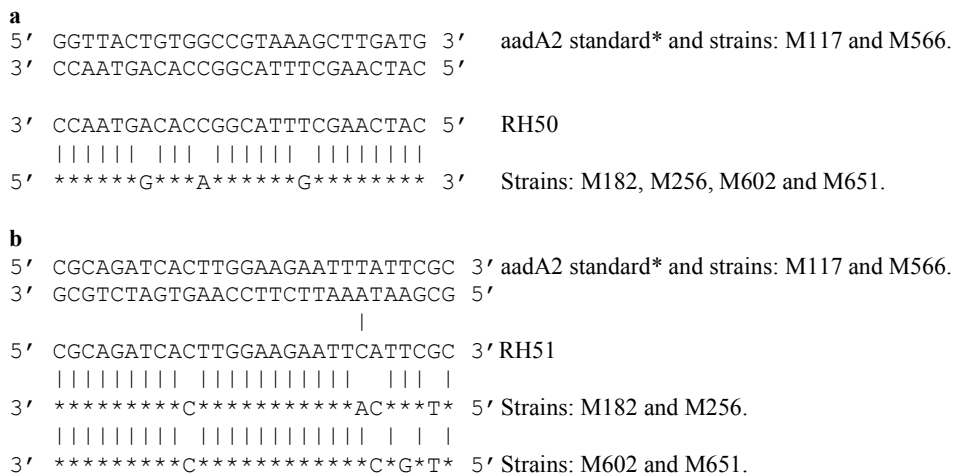 a
5′ GGTTACTGTGGCCGTAAAGCTTGATG 3′ aadA2 standard* and strains: M117 and M566.
3′ CCAATGACACCGGCATTTCGAACTAC 5′
3′ CCAATGACACCGGCATTTCGAACTAC 5′ RH50
|||||| ||| |||||| ||||||||
5′ ******G***A******G******** 3′ Strains: M182, M256, M602 and M651.
b
5′ CGCAGATCACTTGGAAGAATTTATTCGC 3′ aadA2 standard* and strains: M117 and M566.
3′ GCGTCTAGTGAACCTTCTTAAATAAGCG 5′
|
5′ CGCAGATCACTTGGAAGAATTCATTCGC 3′ RH51
||||||||| |||||||||||  ||| |
3′ *********C***********AC***T* 5′ Strains: M182 and M256.
||||||||| |||||||||||| | | |
3′ *********C************C*G*T* 5′ Strains: M602 and M651.